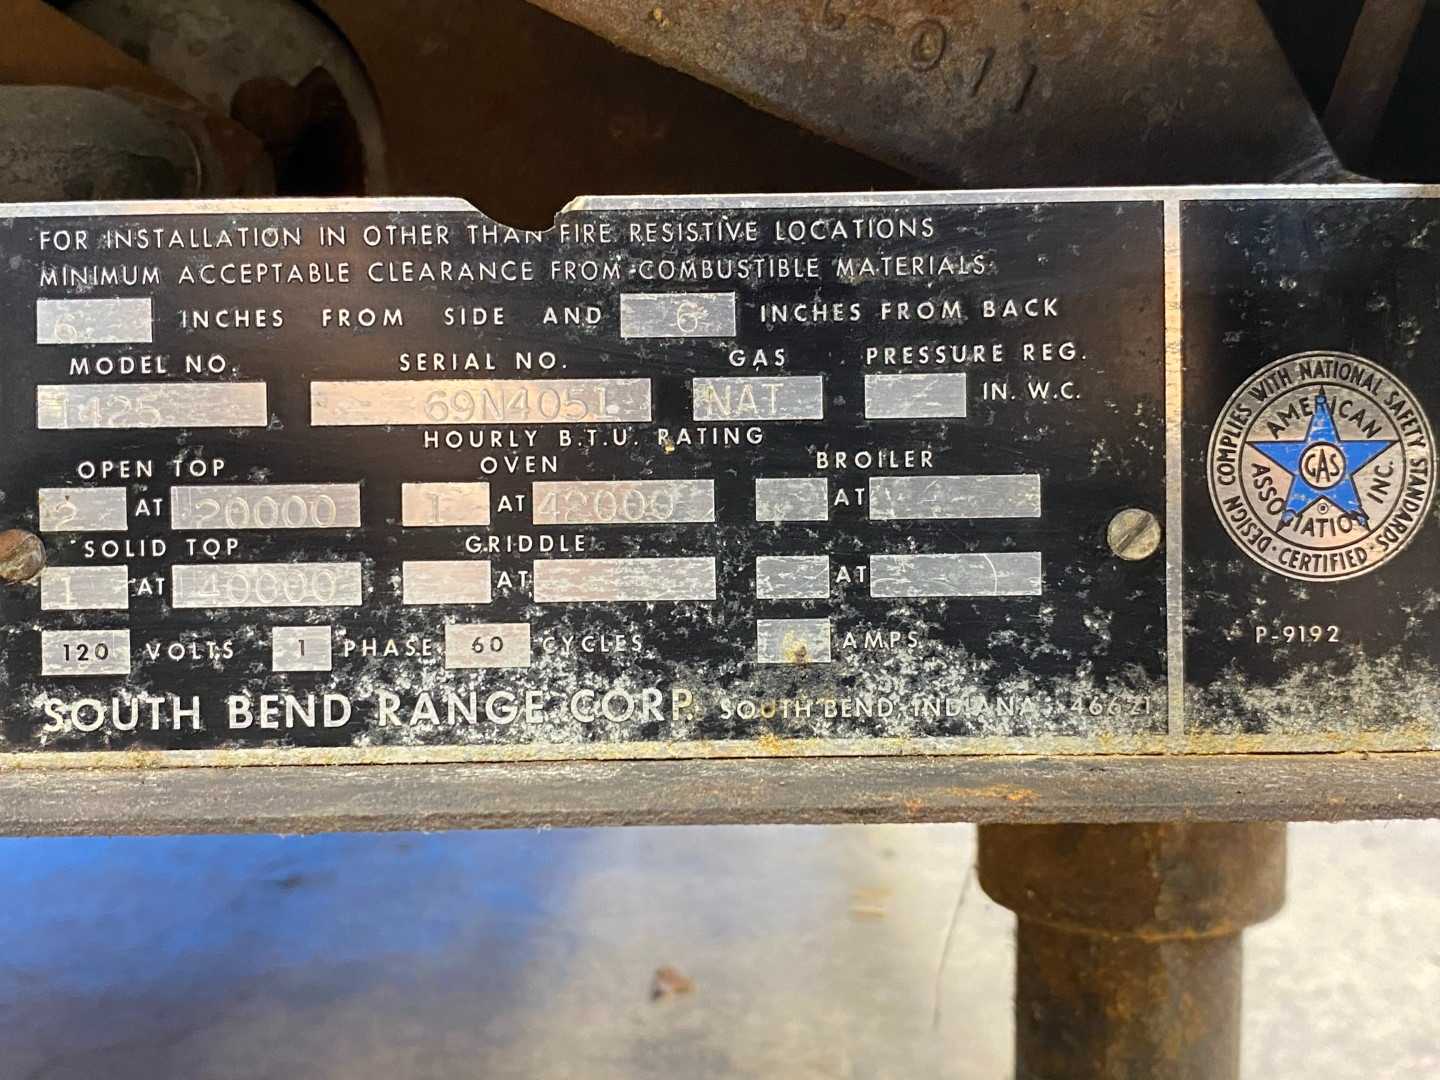 6-011
FOR INSTALLATION IN OTHER THAN FIRE RESISTIVE LOCATIONS
MINIMUM ACCEPTABLE CLEARANCE FROM COMBUSTIBLE MATERIALS
6 INCHES FROM SIDE AND 6 INCHES FROM BACK
MODEL NO. SERIAL NO. GAS PRESSURE REG.
1425 69N4051 NAT IN. W.C.
HOURLY B.T.U. RATING
OPEN TOP OVEN BROILER
2 AT 20000 1 AT 42000 AT
SOLID TOP GRIDDLE
1 AT 40000 AT AT
120 VOLTS 1 PHASE 60 CYCLES 6 AMPS
SOUTH BEND RANGE CORP. SOUTH BEND, INDIANA 46621
DESIGN COMPLIES WITH NATIONAL SAFETY STANDARDS
AMERICAN
GAS
ASSOCIATION INC.
®
CERTIFIED
P-9192